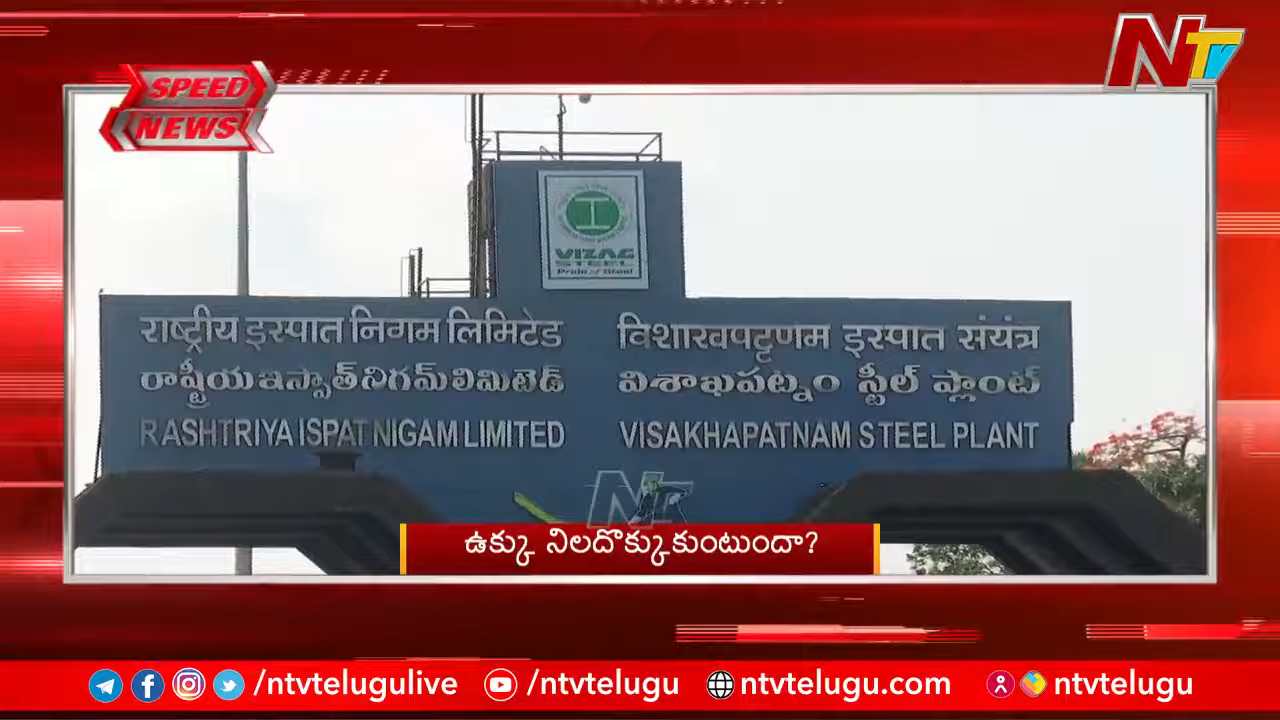 NTV
SPEED
NEWS
VIZAG
STEEL
Pride of Steel
राष्ट्रीय इस्पात निगम लिमिटेड
విశాఖపట్నం స్టీల్ ప్లాంట్
विशाखपट्टणम इस्पात संयंत्र
రాష్ట్రీయ ఇస్పాత్ నిగమ్ లిమిటెడ్
RASHTRIYA ISPAT NIGAM LIMITED
VISAKHAPATNAM STEEL PLANT
NTV
ఉక్కు నిలదొక్కుకుంటుందా?
/ntvtelugulive
/ntvtelugu
ntvtelugu.com
ntvtelugu